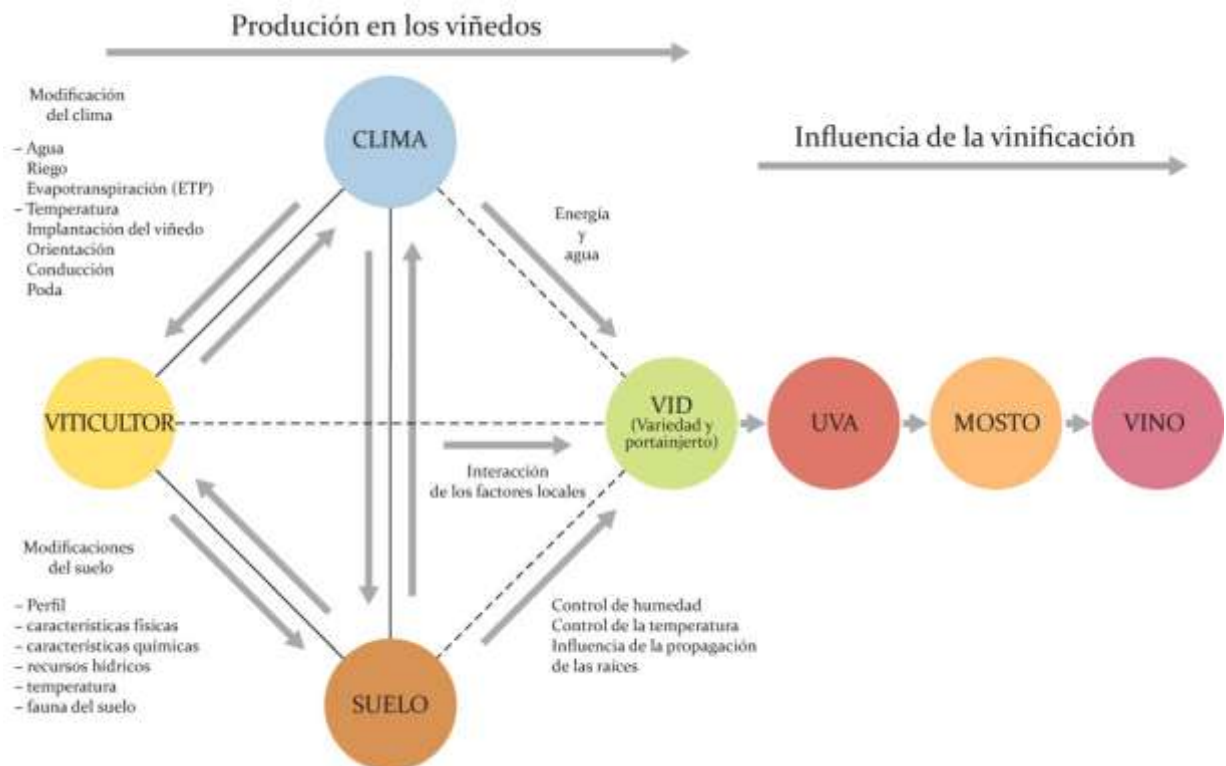 Produción en los viñedos
Modificación
del clima
– Agua
Riego
Evapotranspiración (ETP)
– Temperatura
Implantación del viñedo
Orientación
Conducción
Poda
CLIMA
Influencia de la vinificación
Energía
y
agua
VITICULTOR
VID
(Variedad y
portainjerto)
UVA
MOSTO
VINO
Interacción
de los factores locales
Modificaciones
del suelo
– Perfil
– características físicas
– características químicas
– recursos hídricos
– temperatura
– fauna del suelo
SUELO
Control de humedad
Control de la temperatura
Influencia de la propagación
de las raíces